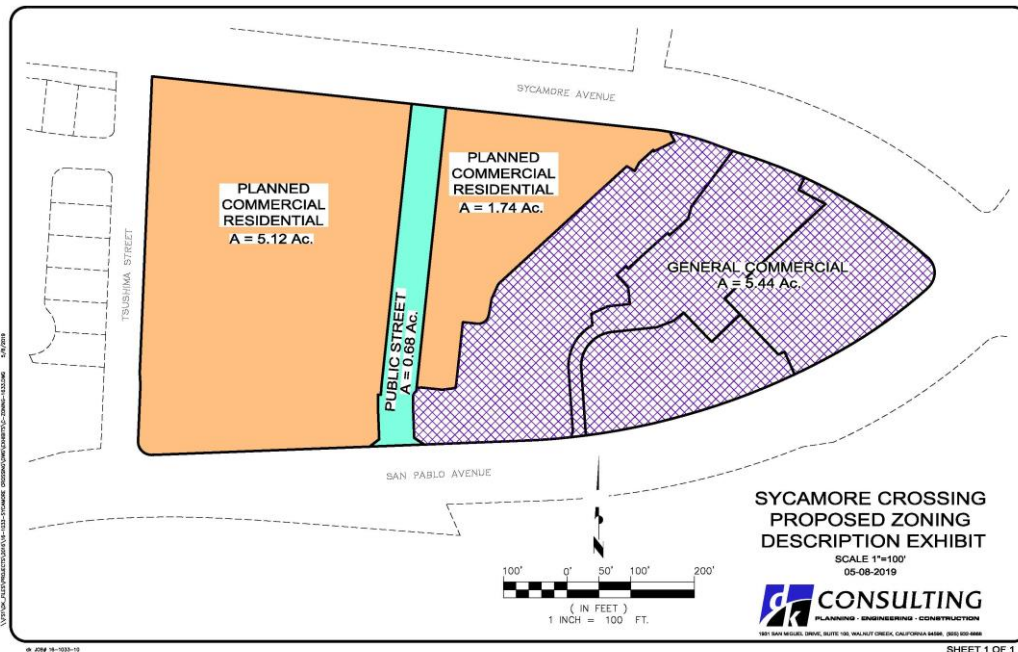 SYCAMORE AVENUE
PLANNED
COMMERCIAL
RESIDENTIAL
A = 5.12 Ac.
PLANNED
COMMERCIAL
RESIDENTIAL
A = 1.74 Ac.
GENERAL COMMERCIAL
A = 5.44 Ac.
TSUSHIMA STREET
PUBLIC STREET
A = 0.68 Ac.
SAN PABLO AVENUE
SYCAMORE CROSSING
PROPOSED ZONING
DESCRIPTION EXHIBIT
SCALE 1"=100'
05-08-2019
100' 0' 50' 100' 200'
( IN FEET )
1 INCH = 100 FT.
N
dk CONSULTING
PLANNING - ENGINEERING - CONSTRUCTION
SHEET 1 OF 1